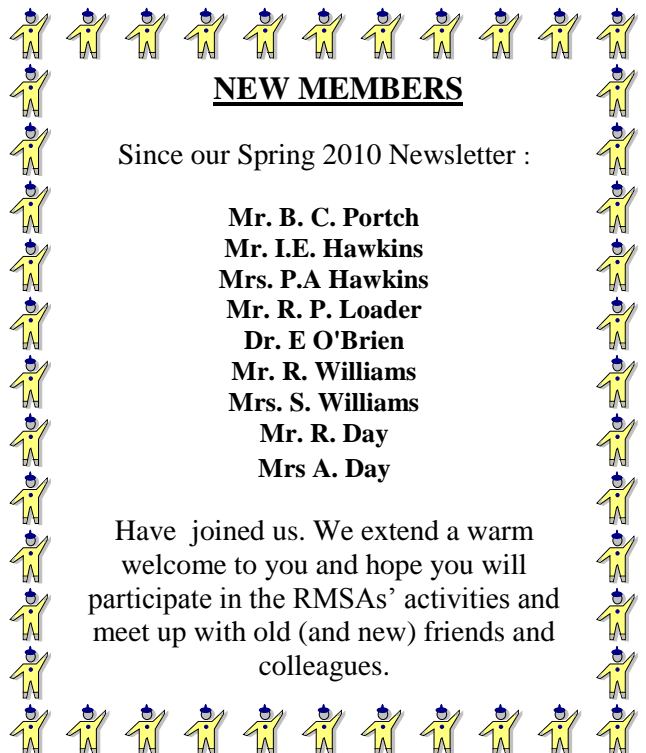 NEW MEMBERS
Since our Spring 2010 Newsletter :
Mr. B. C. Portch
Mr. I.E. Hawkins
Mrs. P.A Hawkins
Mr. R. P. Loader
Dr. E O'Brien
Mr. R. Williams
Mrs. S. Williams
Mr. R. Day
Mrs A. Day
Have joined us. We extend a warm
welcome to you and hope you will
participate in the RMSAs’ activities and
meet up with old (and new) friends and
colleagues.